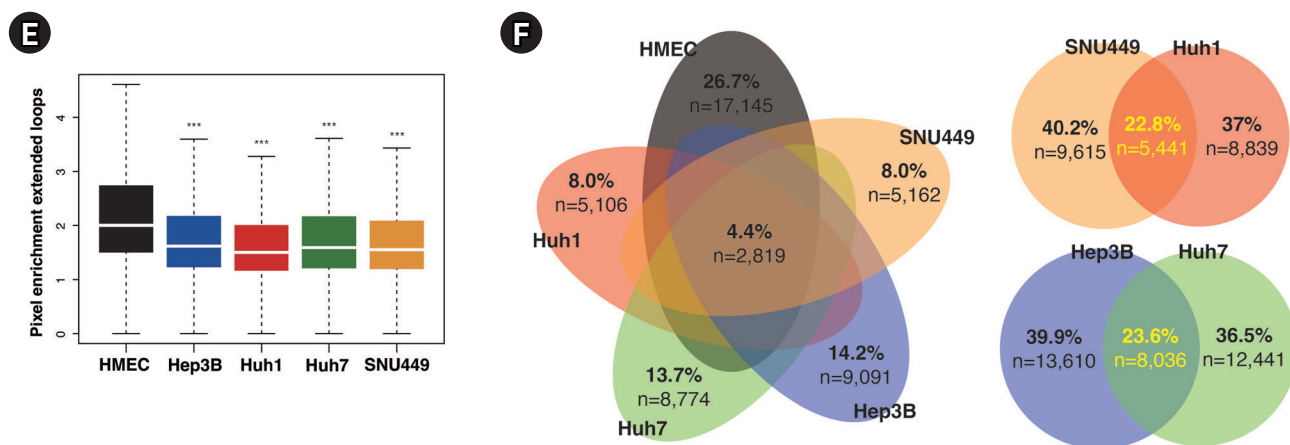 E
Pixel enrichment extended loops
4
3
2
1
0
***
***
***
***
HMEC
Hep3B
Huh1
Huh7
SNU449
F
HMEC
26.7%
n=17,145
SNU449
8.0%
n=5,162
8.0%
n=5,106
Huh1
4.4%
n=2,819
14.2%
n=9,091
Hep3B
13.7%
n=8,774
Huh7
SNU449
Huh1
40.2%
n=9,615
22.8%
n=5,441
37%
n=8,839
Hep3B
Huh7
39.9%
n=13,610
23.6%
n=8,036
36.5%
n=12,441